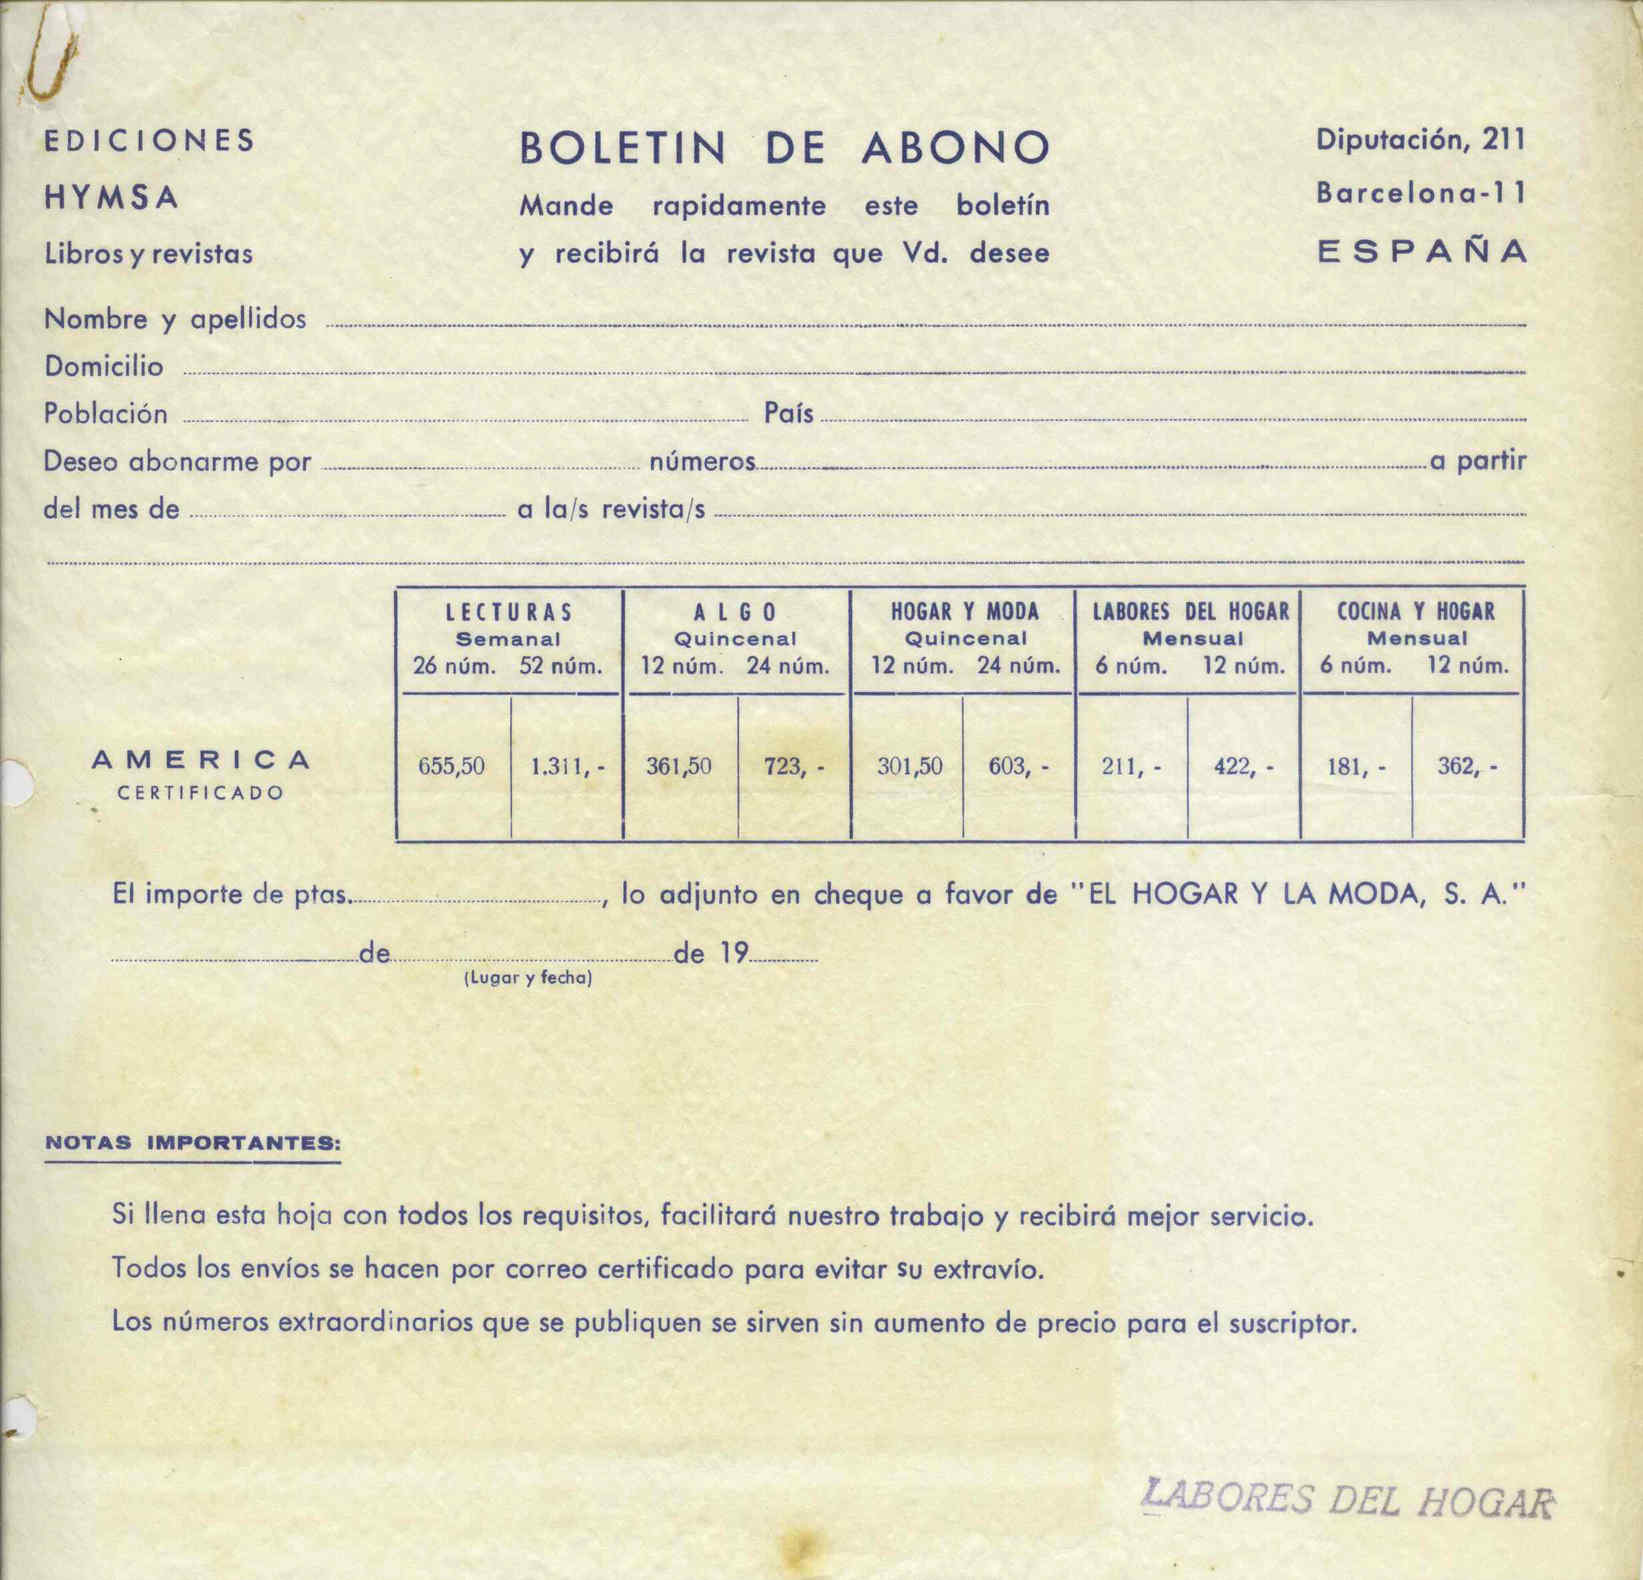 EDICIONES
HYMSA
Libros y revistas
BOLETIN DE ABONO
Mande rapidamente este boletín
y recibirá la revista que Vd. desee
Diputación, 211
Barcelona-11
ESPAÑA
Nombre y apellidos
Domicilio
Población País
Deseo abonarme por números a partir
del mes de a la/s revista/s
LECTURAS ALGO HOGAR Y MODA LABORES DEL HOGAR COCINA Y HOGAR
Semanal Quincenal Quincenal Mensual Mensual
26 núm. 52 núm. 12 núm. 24 núm. 12 núm. 24 núm. 6 núm. 12 núm. 6 núm. 12 núm.
AMERICA 655,50 1.311, - 361,50 723, - 301,50 603, - 211, - 422, - 181, - 362, -
CERTIFICADO
El importe de ptas. , lo adjunto en cheque a favor de "EL HOGAR Y LA MODA, S. A."
de de 19
(Lugar y fecha)
NOTAS IMPORTANTES:
Si llena esta hoja con todos los requisitos, facilitará nuestro trabajo y recibirá mejor servicio.
Todos los envíos se hacen por correo certificado para evitar su extravío.
Los números extraordinarios que se publiquen se sirven sin aumento de precio para el suscriptor.
LABORES DEL HOGAR